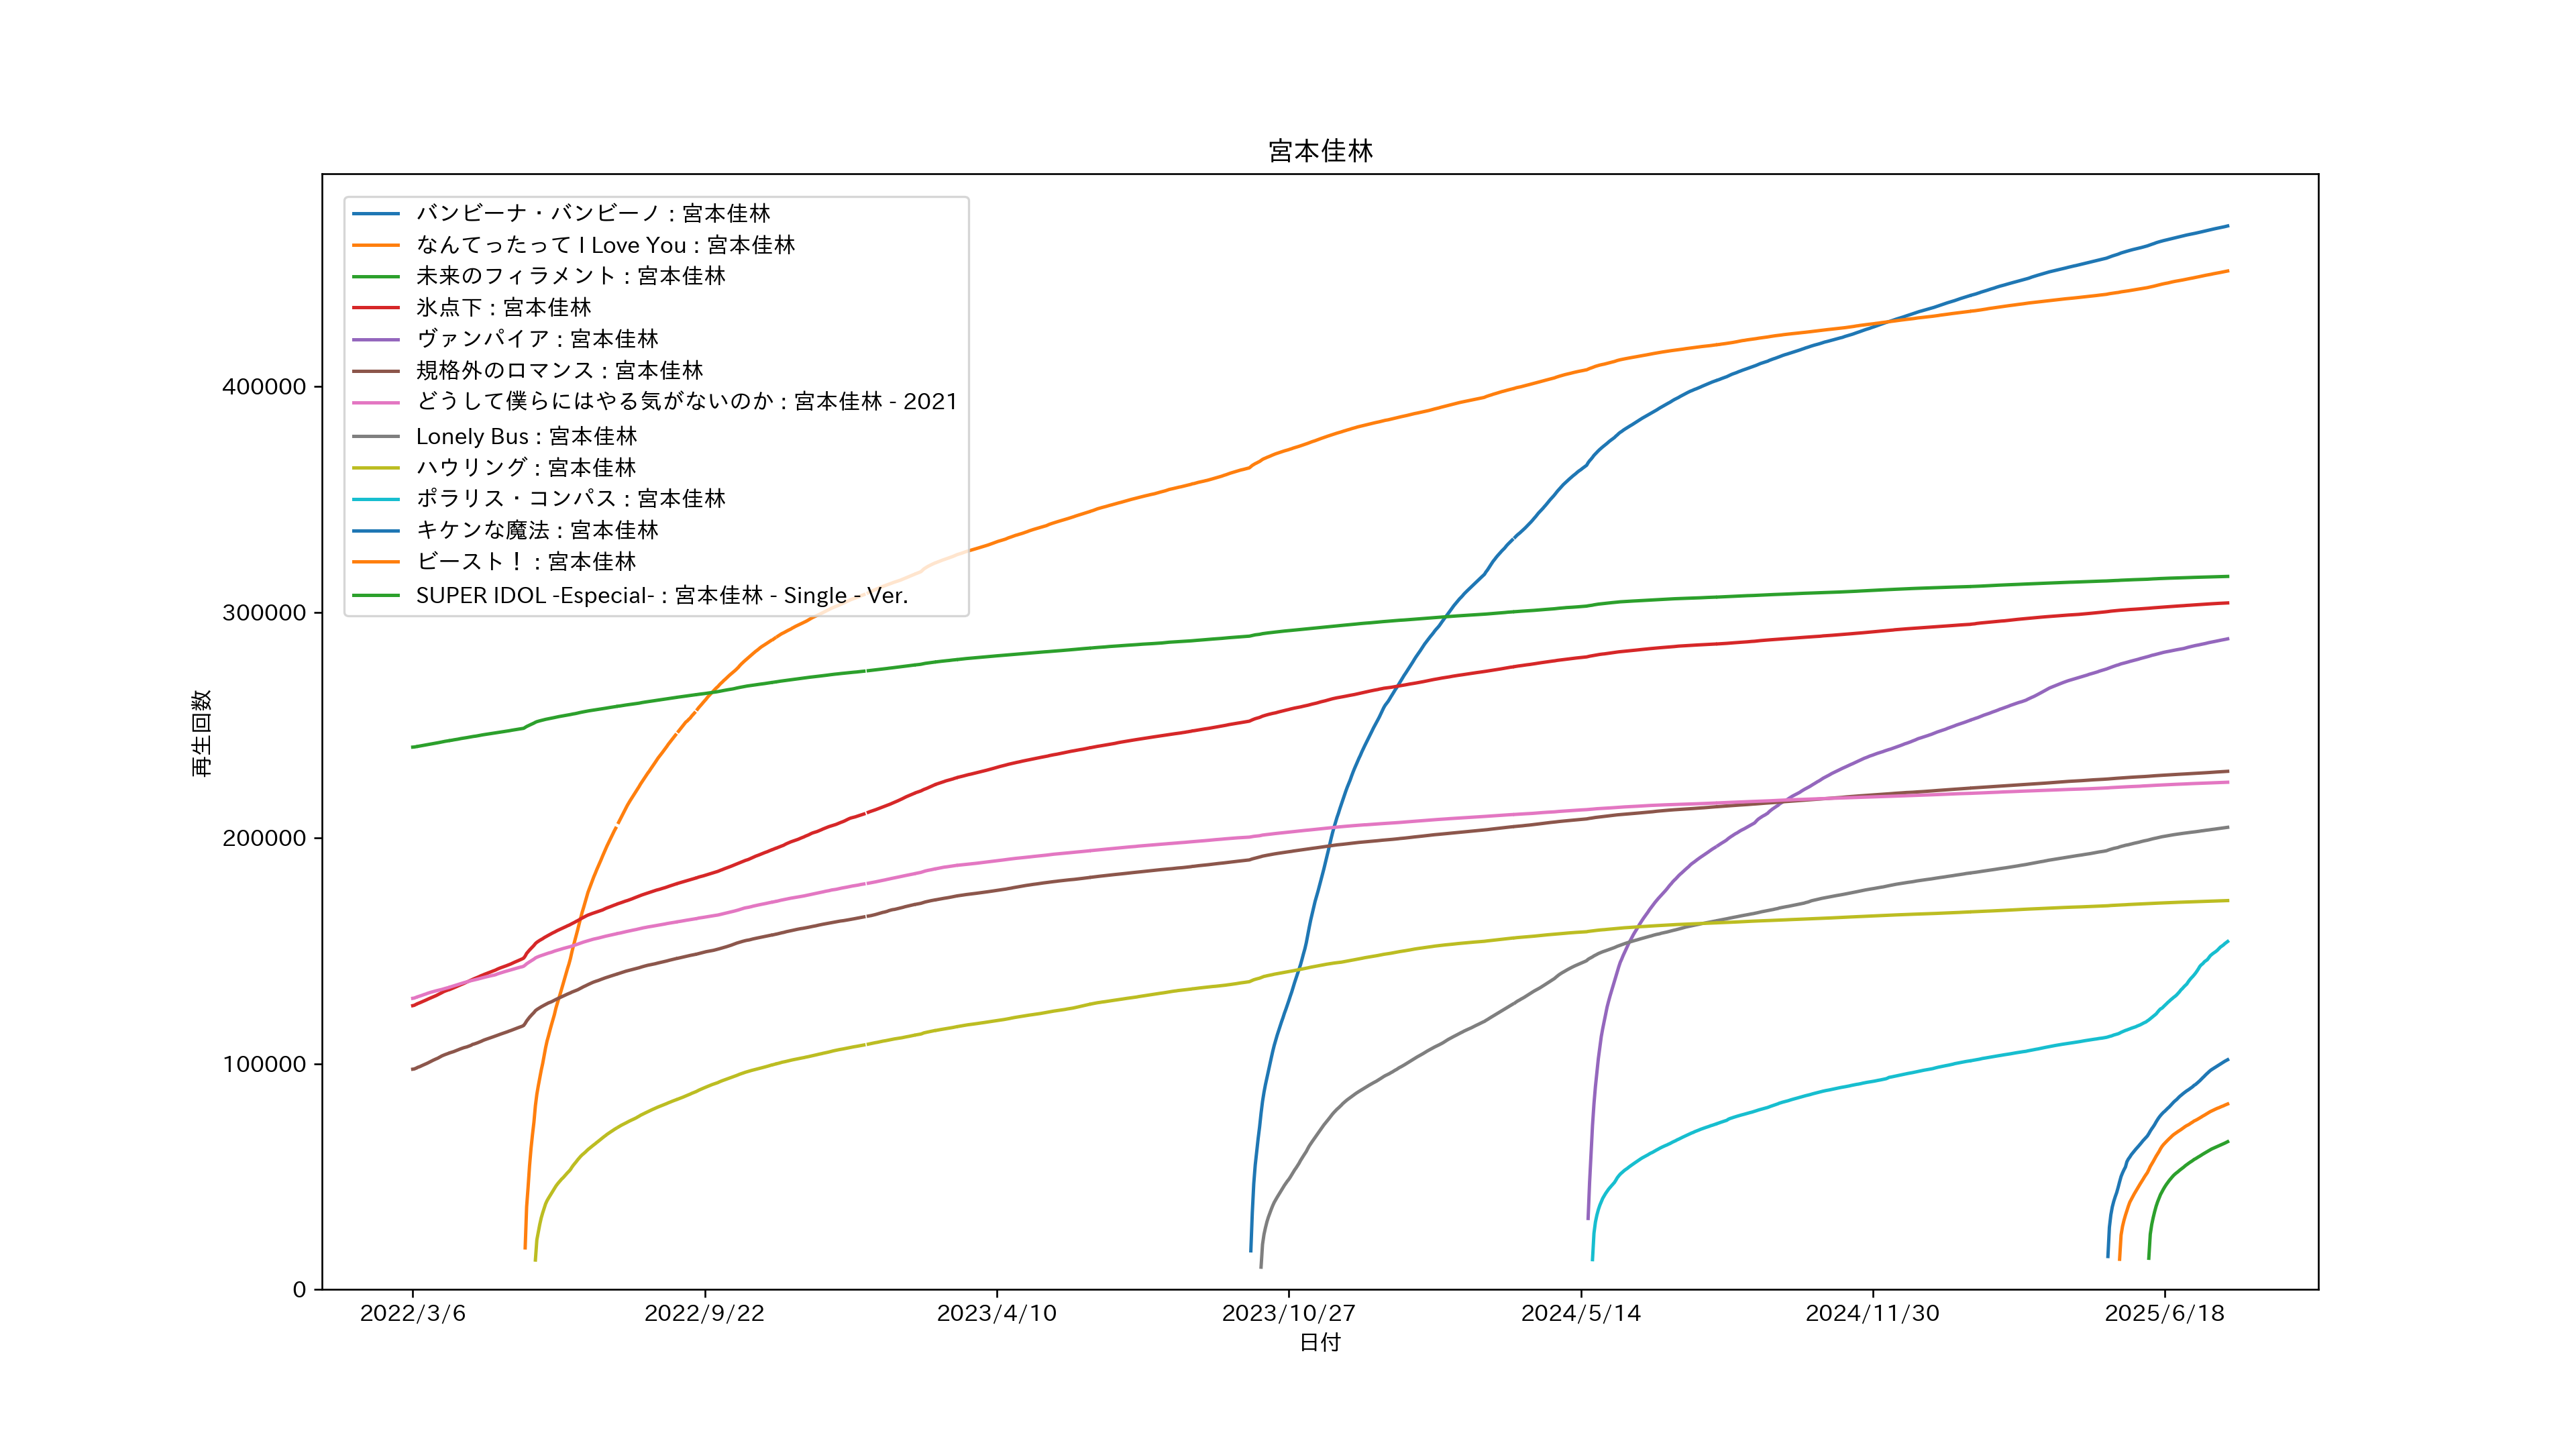 宮本佳林
バンビーナ・バンビーノ : 宮本佳林
なんてったって I Love You : 宮本佳林
未来のフィラメント : 宮本佳林
氷点下 : 宮本佳林
ヴァンパイア : 宮本佳林
規格外のロマンス : 宮本佳林
どうして僕らにはやる気がないのか : 宮本佳林 - 2021
Lonely Bus : 宮本佳林
ハウリング : 宮本佳林
ポラリス・コンパス : 宮本佳林
キケンな魔法 : 宮本佳林
ビースト！ : 宮本佳林
SUPER IDOL -Especial- : 宮本佳林 - Single - Ver.
再生回数
400000
300000
200000
100000
0
2022/3/6 2022/9/22 2023/4/10 2023/10/27 2024/5/14 2024/11/30 2025/6/18
日付